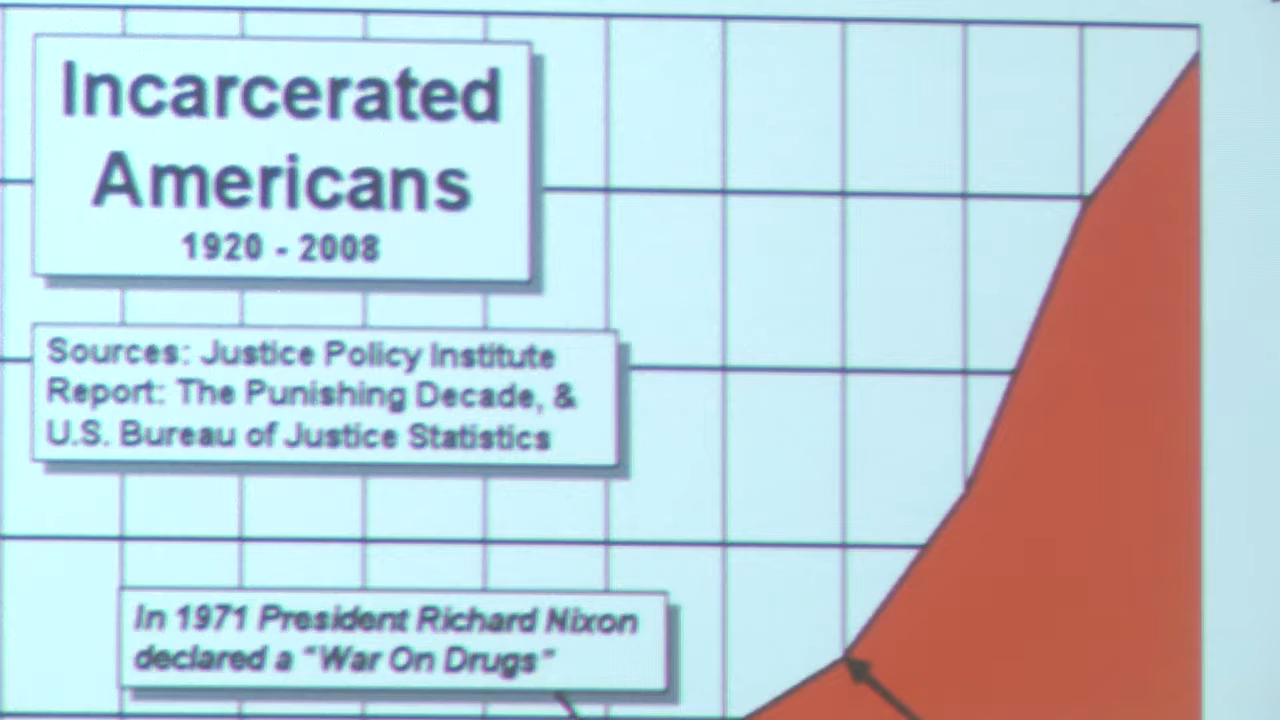 Incarcerated
Americans
1920 - 2008
Sources: Justice Policy Institute
Report: The Punishing Decade, &
U.S. Bureau of Justice Statistics
In 1971 President Richard Nixon
declared a "War On Drugs"